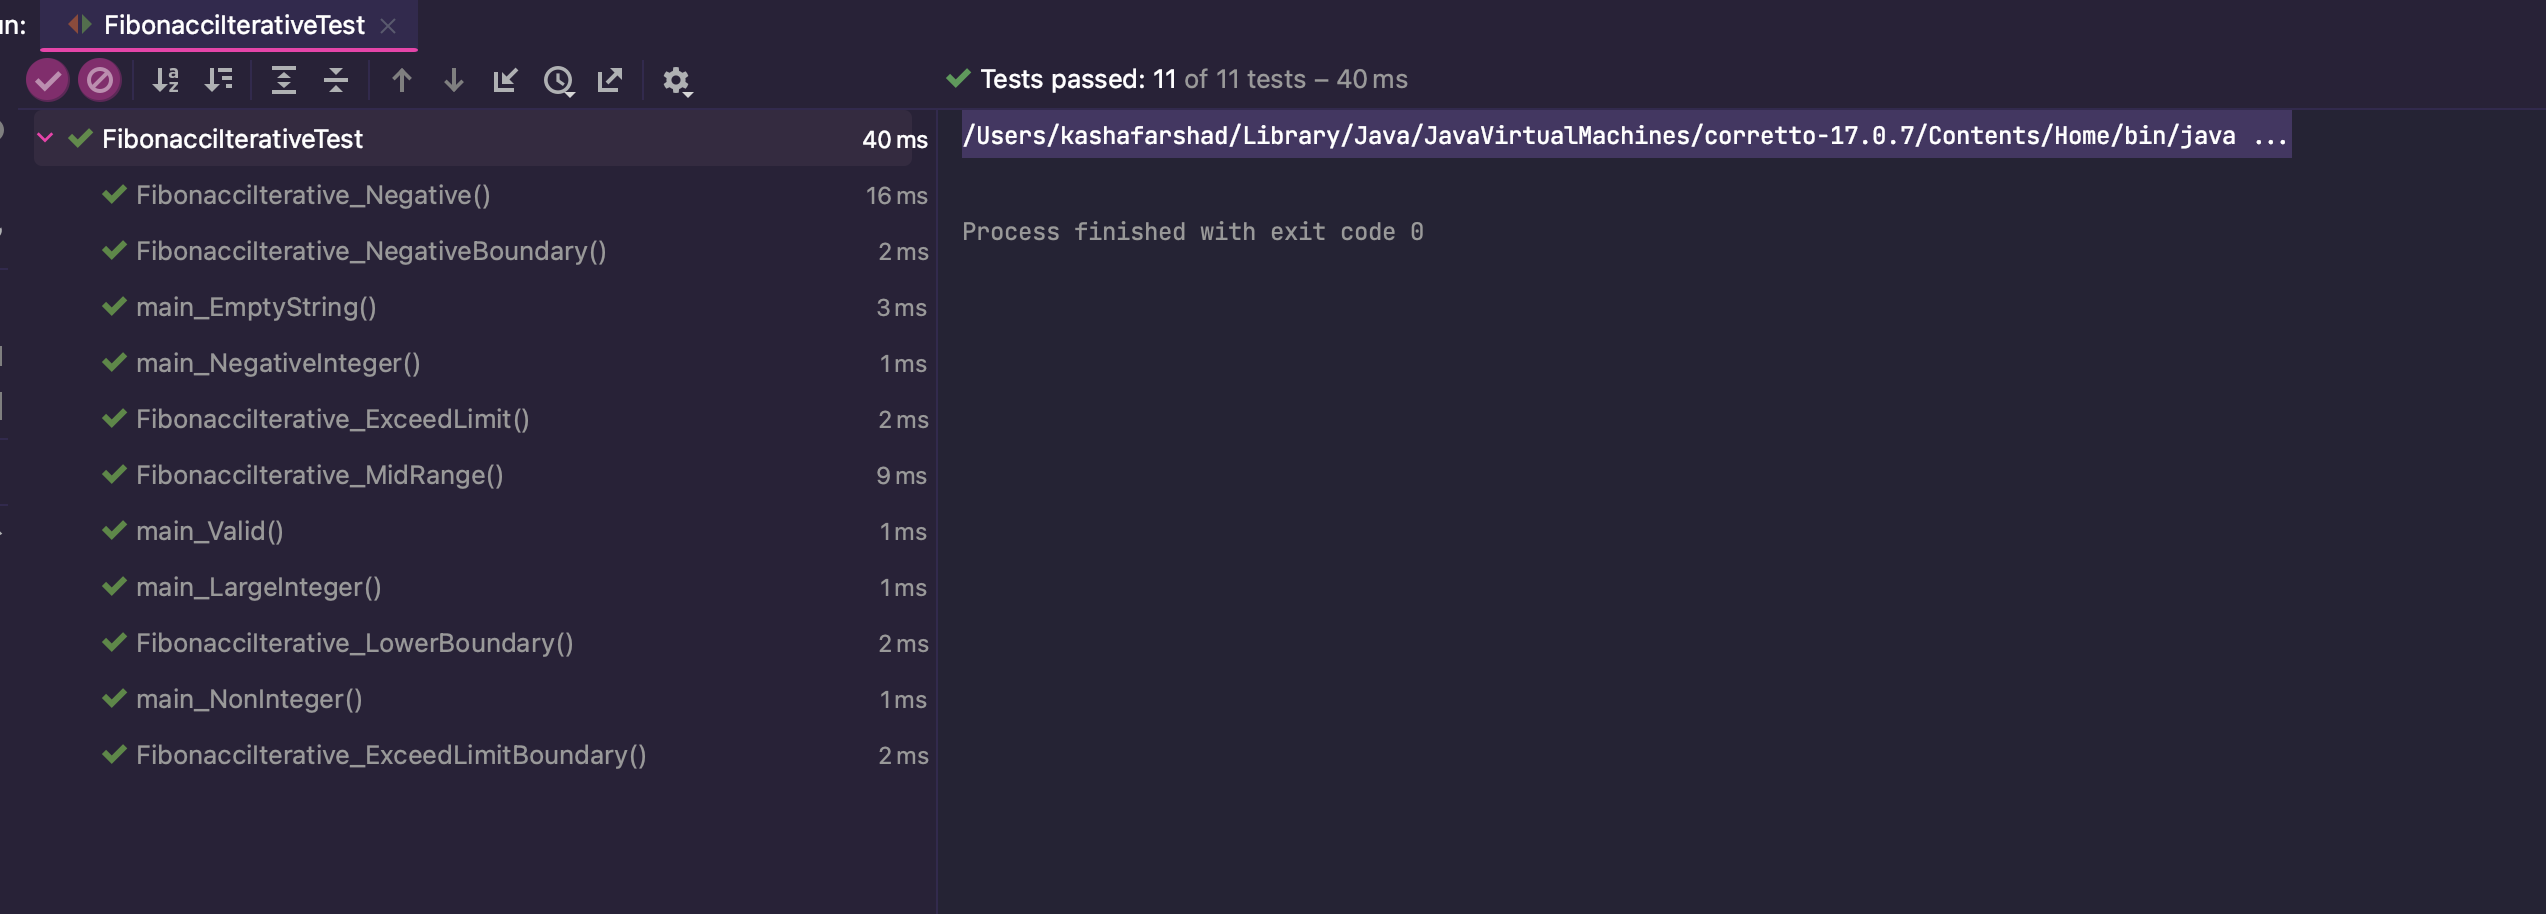 un:
FibonacciIterativeTest
Tests passed: 11 of 11 tests – 40 ms
FibonacciIterativeTest 40 ms
FibonacciIterative_Negative() 16 ms
FibonacciIterative_NegativeBoundary() 2 ms
main_EmptyString() 3 ms
main_NegativeInteger() 1 ms
FibonacciIterative_ExceedLimit() 2 ms
FibonacciIterative_MidRange() 9 ms
main_Valid() 1 ms
main_LargeInteger() 1 ms
FibonacciIterative_LowerBoundary() 2 ms
main_NonInteger() 1 ms
FibonacciIterative_ExceedLimitBoundary() 2 ms
/Users/kashafarshad/Library/Java/JavaVirtualMachines/corretto-17.0.7/Contents/Home/bin/java ...
Process finished with exit code 0